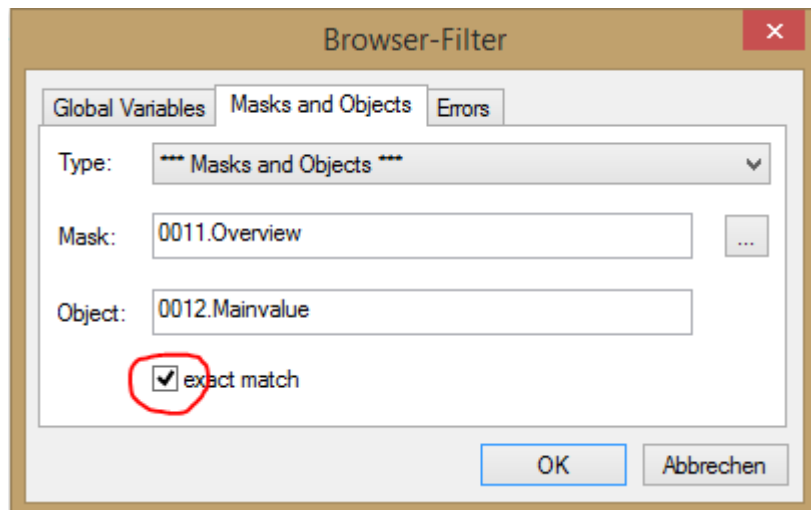 Browser-Filter
Global Variables Masks and Objects Errors
Type: *** Masks and Objects ***
Mask: 0011.Overview ...
Object: 0012.Mainvalue
exact match
OK Abbrechen